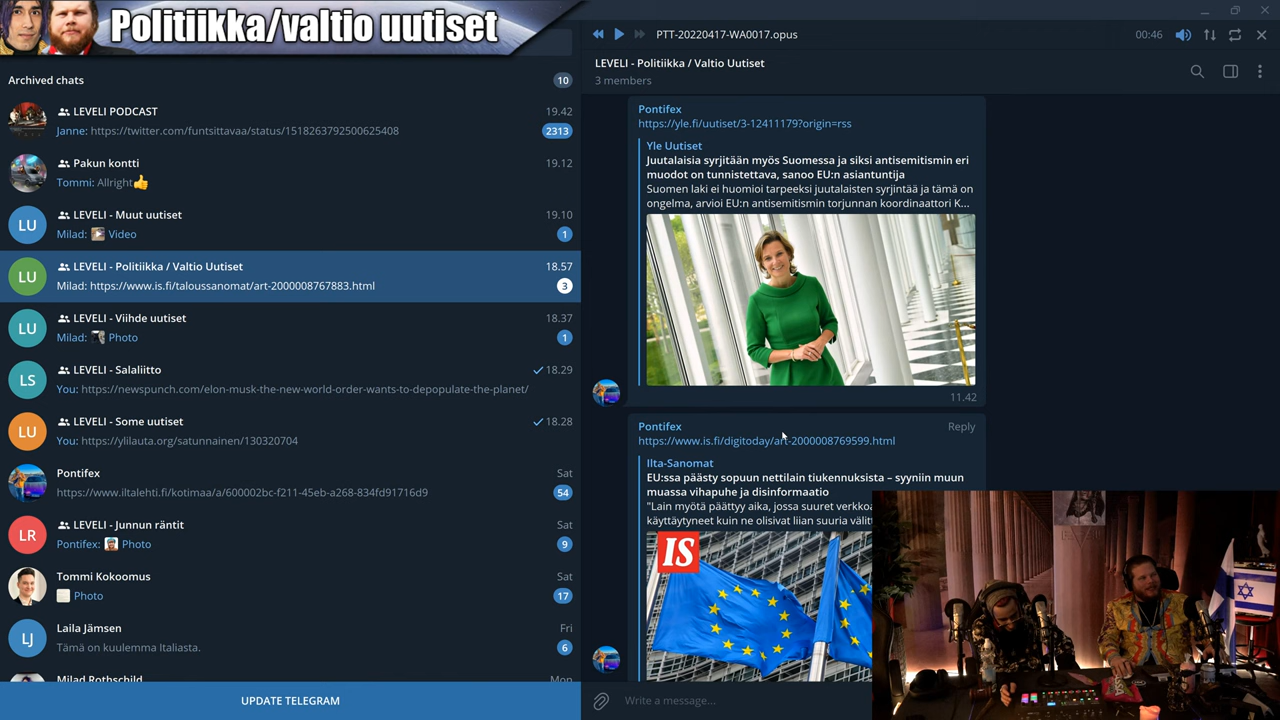 Politiikka/valtio uutiset
Archived chats
10
LEVELI PODCAST
19.42
Janne: https://twitter.com/funtsittavaa/status/1518263792500625408
2313
Pakun kontti
19.12
Tommi: Allright👍
LEVELI - Muut uutiset
19.10
Milad: Video
1
LU
LEVELI - Politiikka / Valtio Uutiset
18.57
Milad: https://www.is.fi/taloussanomat/art-2000008767883.html
3
LU
LEVELI - Viihde uutiset
18.37
Milad: Photo
1
LU
LEVELI - Salaliitto
18.29
You: https://newspunch.com/elon-musk-the-new-world-order-wants-to-depopulate-the-planet/
LS
LEVELI - Some uutiset
18.28
You: https://ylilauta.org/satunnainen/130320704
LU
Pontifex
Sat
https://www.iltalehti.fi/kotimaa/a/600002bc-f211-45eb-a268-834fd91716d9
54
LEVELI - Junnun räntit
Sat
Pontifex: Photo
9
LR
Tommi Kokoomus
Sat
Photo
17
Laila Jämsen
Fri
Tämä on kuulemma Italiasta.
6
LJ
Milad Rothschild
Mon
UPDATE TELEGRAM
PTT-20220417-WA0017.opus
00:46
LEVELI - Politiikka / Valtio Uutiset
3 members
Pontifex
https://yle.fi/uutiset/3-12411179?origin=rss
Yle Uutiset
Juutalaisia syrjitään myös Suomessa ja siksi antisemitismin eri
muodot on tunnistettava, sanoo EU:n asiantuntija
Suomen laki ei huomioi tarpeeksi juutalaisten syrjintää ja tämä on
ongelma, arvioi EU:n antisemitismin torjunnan koordinaattori K...
11.42
Pontifex
Reply
https://www.is.fi/digitoday/art-2000008769599.html
Ilta-Sanomat
EU:ssa päästy sopuun nettilain tiukennuksista – syyniin muun
muassa vihapuhe ja disinformaatio
"Lain myötä päättyy aika, jossa suuret verkkoa
käyttäytyneet kuin ne olisivat liian suuria välitt
IS
Write a message...